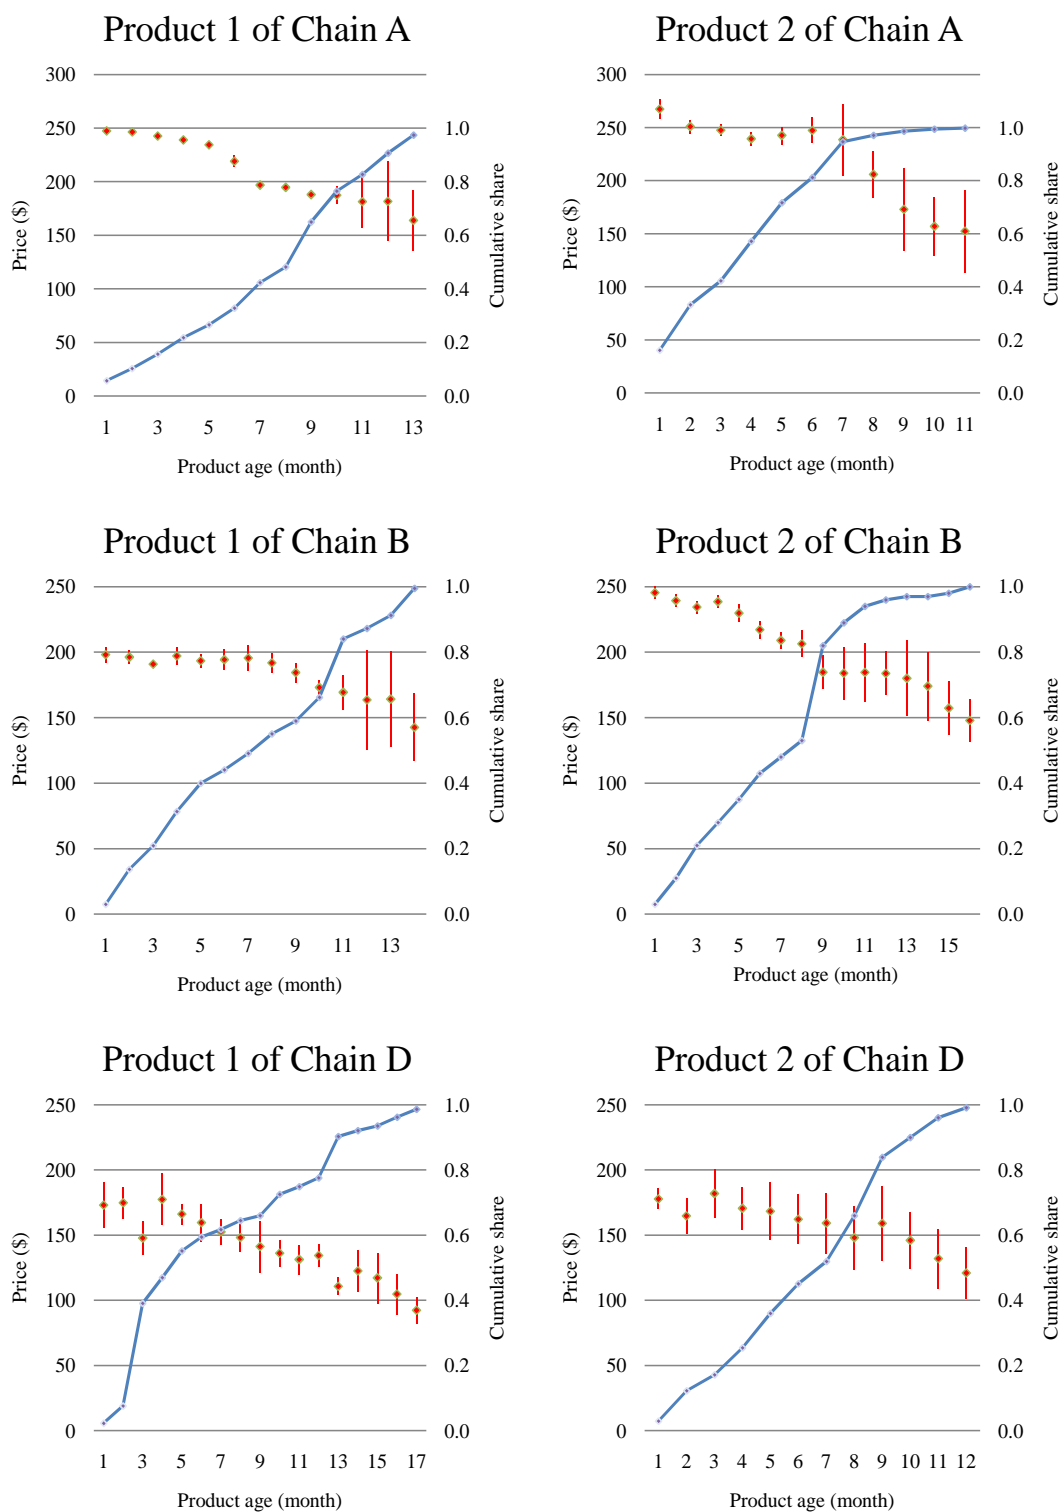 Product 1 of Chain A
300
250
200
150
100
50
0
Price ($)
1.0
0.8
0.6
0.4
0.2
0.0
Cumulative share
1 3 5 7 9 11 13
Product age (month)
Product 2 of Chain A
300
250
200
150
100
50
0
Price ($)
1.0
0.8
0.6
0.4
0.2
0.0
Cumulative share
1 2 3 4 5 6 7 8 9 10 11
Product age (month)
Product 1 of Chain B
250
200
150
100
50
0
Price ($)
1.0
0.8
0.6
0.4
0.2
0.0
Cumulative share
1 3 5 7 9 11 13
Product age (month)
Product 2 of Chain B
250
200
150
100
50
0
Price ($)
1.0
0.8
0.6
0.4
0.2
0.0
Cumulative share
1 3 5 7 9 11 13 15
Product age (month)
Product 1 of Chain D
250
200
150
100
50
0
Price ($)
1.0
0.8
0.6
0.4
0.2
0.0
Cumulative share
1 3 5 7 9 11 13 15 17
Product age (month)
Product 2 of Chain D
250
200
150
100
50
0
Price ($)
1.0
0.8
0.6
0.4
0.2
0.0
Cumulative share
1 2 3 4 5 6 7 8 9 10 11 12
Product age (month)